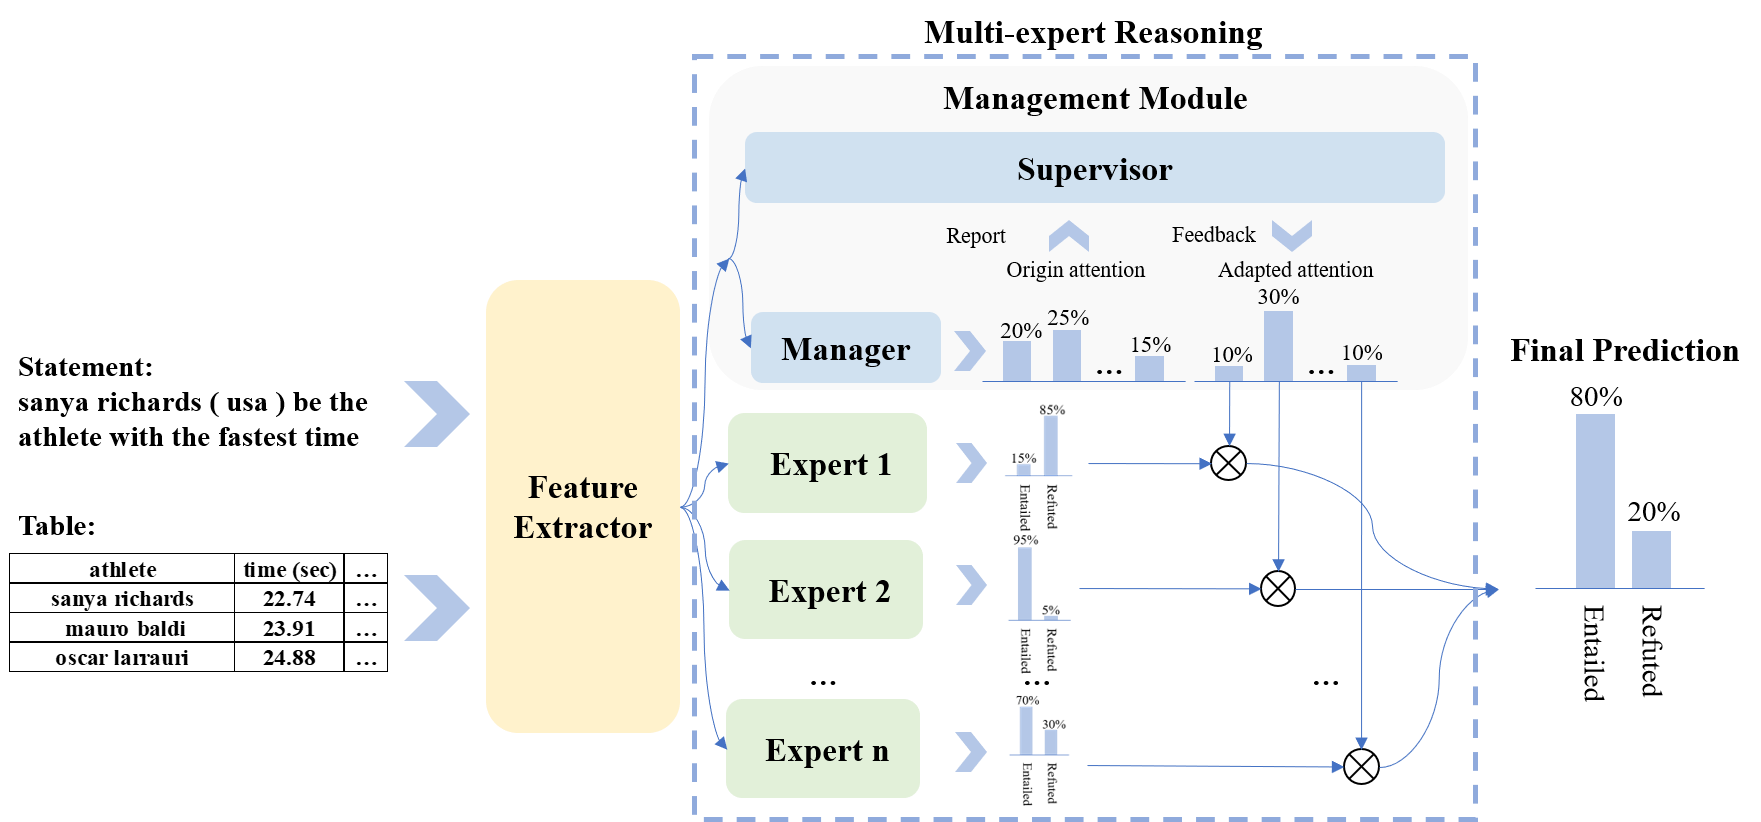 Multi-expert Reasoning
Management Module
Supervisor
Report
Feedback
Origin attention
Adapted attention
Manager
20%
25%
...
15%
10%
30%
...
10%
Statement:
sanya richards ( usa ) be the
athlete with the fastest time
Table:
athlete time (sec) ...
sanya richards 22.74 ...
mauro baldi 23.91 ...
oscar larrauri 24.88 ...
Feature
Extractor
Expert 1
15%
85%
Entailed
Refuted
Expert 2
95%
5%
Entailed
Refuted
...
...
...
Expert n
70%
30%
Entailed
Refuted
Final Prediction
80%
20%
Entailed
Refuted